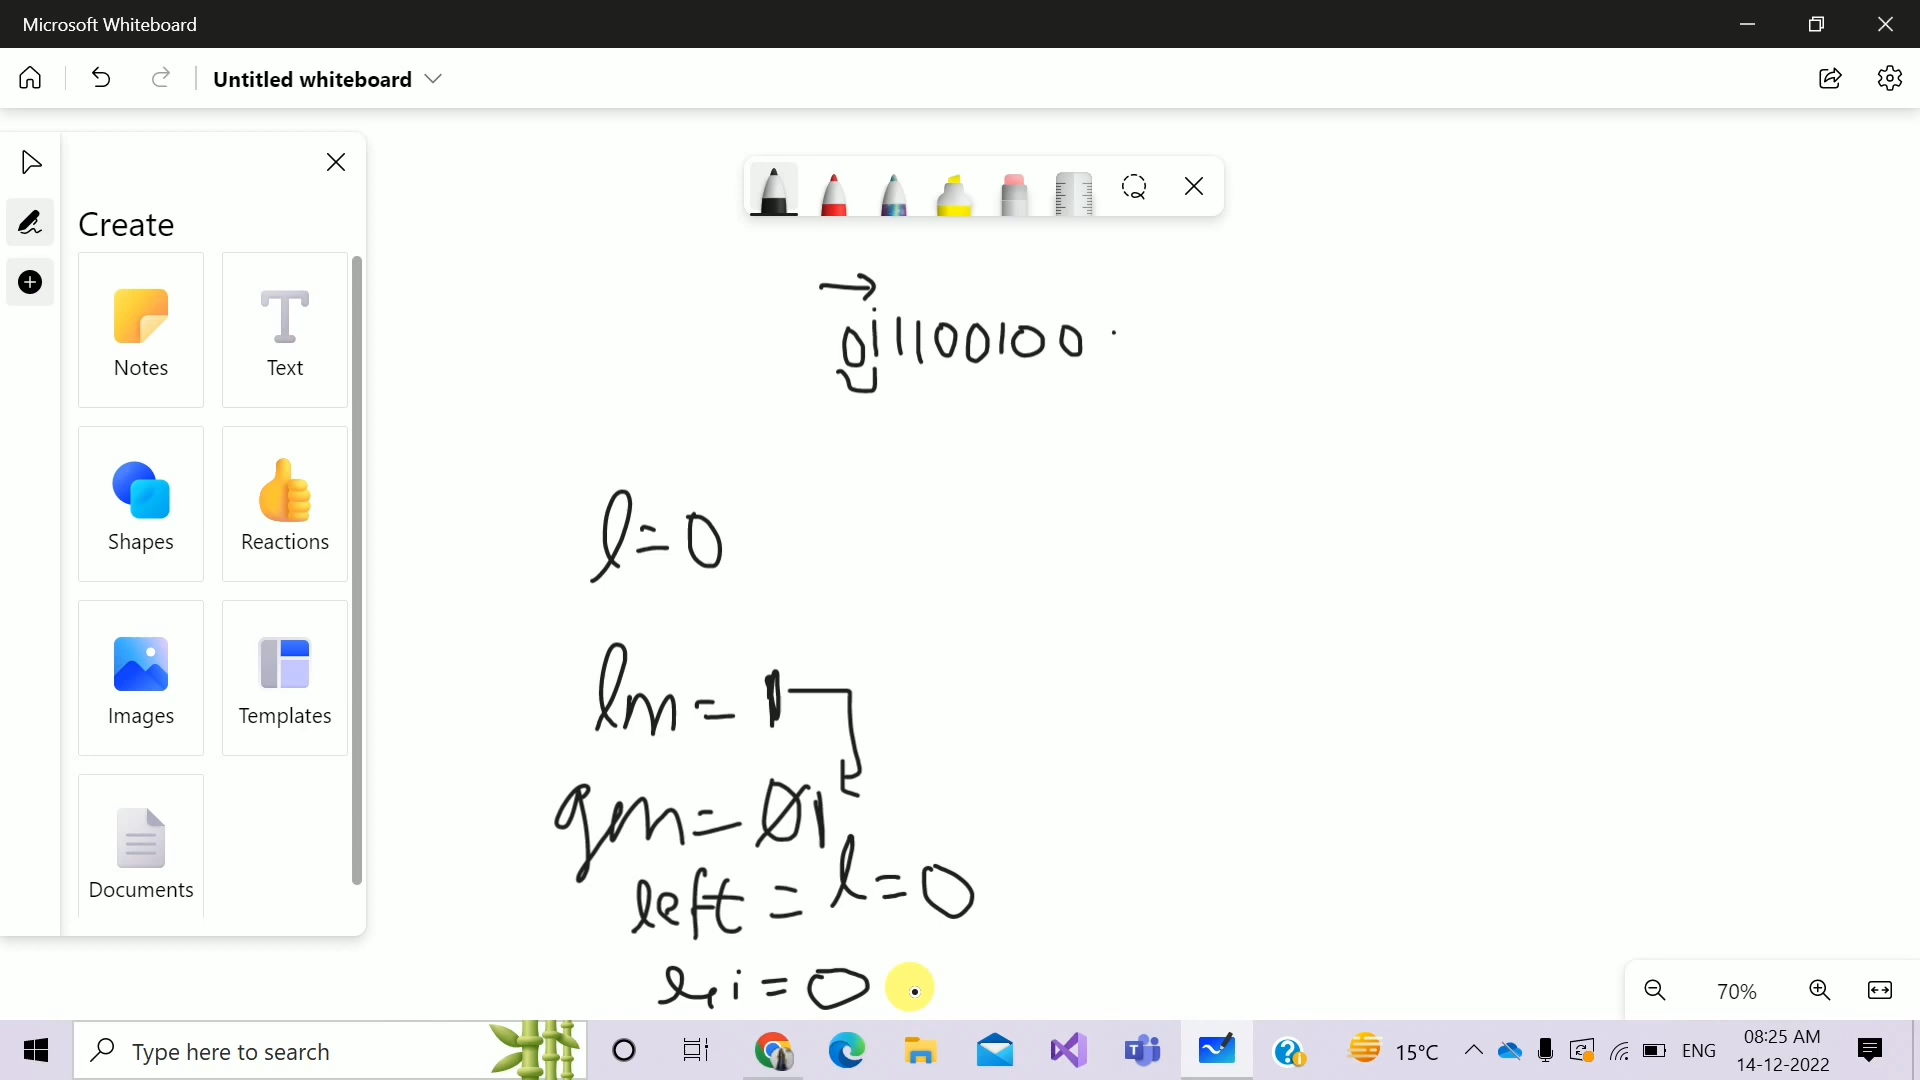 Microsoft Whiteboard
Untitled whiteboard
Create
Notes
Text
Shapes
Reactions
Images
Templates
Documents
011100100
l=0
lm = 1
gm = 01
left = l=0
i = 0
70%
Type here to search
15°C
ENG
08:25 AM
14-12-2022